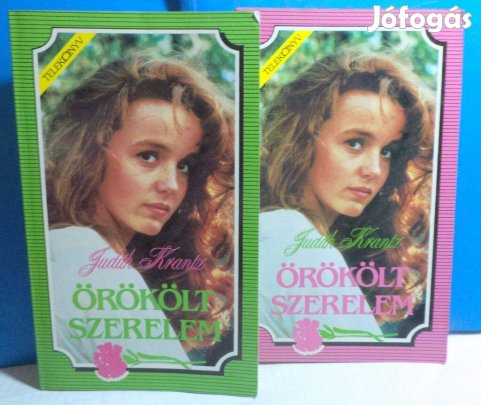 Jófogás
TELEKÖNYV
Judith Krantz
ÖRÖKÖLT
SZERELEM
TELEKÖNYV
Judith Krantz
ÖRÖKÖLT
SZERELEM